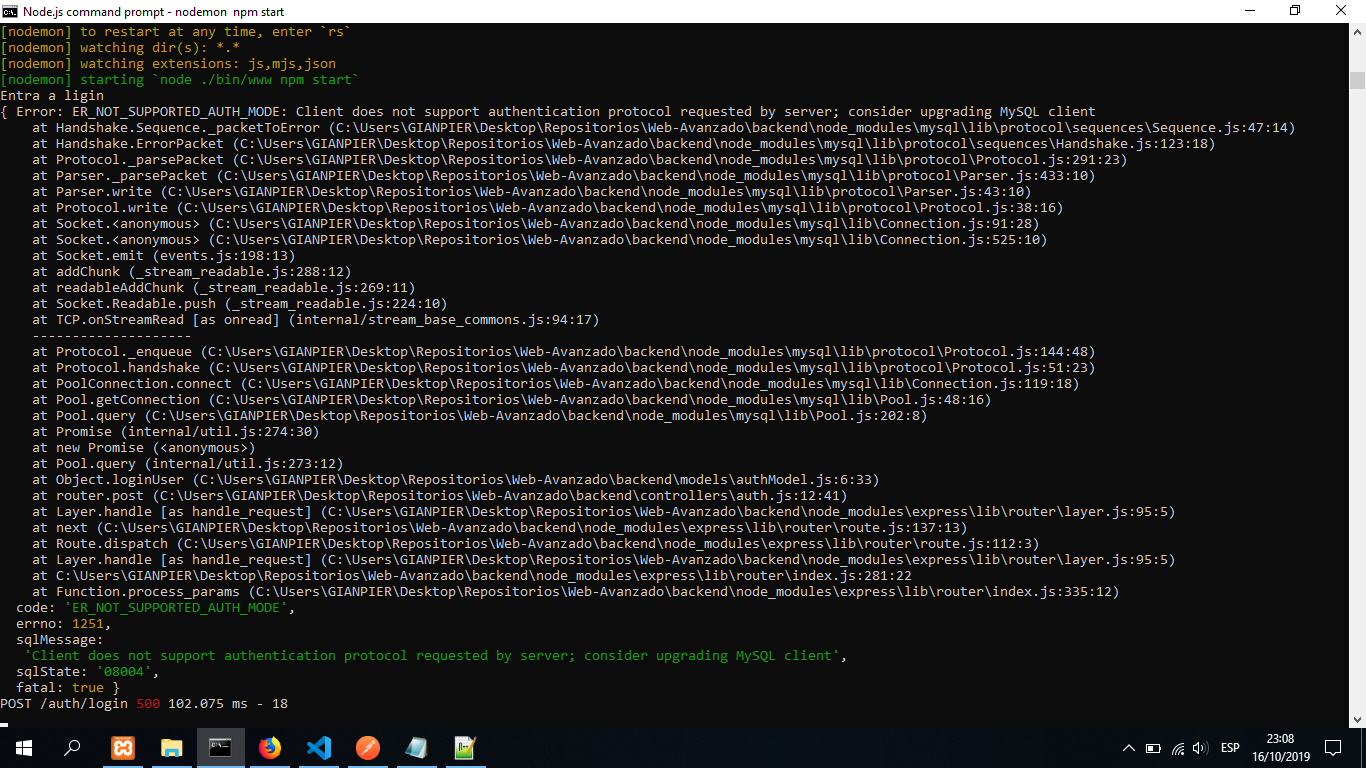 Node.js command prompt - nodemon  npm start
[nodemon] to restart at any time, enter `rs`
[nodemon] watching dir(s): *.*
[nodemon] watching extensions: js,mjs,json
[nodemon] starting `node ./bin/www npm start`
Entra a ligin
{ Error: ER_NOT_SUPPORTED_AUTH_MODE: Client does not support authentication protocol requested by server; consider upgrading MySQL client
    at Handshake.Sequence._packetToError (C:\Users\GIANPIER\Desktop\Repositorios\Web-Avanzado\backend\node_modules\mysql\lib\protocol\sequences\Sequence.js:47:14)
    at Handshake.ErrorPacket (C:\Users\GIANPIER\Desktop\Repositorios\Web-Avanzado\backend\node_modules\mysql\lib\protocol\sequences\Handshake.js:123:18)
    at Protocol._parsePacket (C:\Users\GIANPIER\Desktop\Repositorios\Web-Avanzado\backend\node_modules\mysql\lib\protocol\Protocol.js:291:23)
    at Parser._parsePacket (C:\Users\GIANPIER\Desktop\Repositorios\Web-Avanzado\backend\node_modules\mysql\lib\protocol\Parser.js:433:10)
    at Parser.write (C:\Users\GIANPIER\Desktop\Repositorios\Web-Avanzado\backend\node_modules\mysql\lib\protocol\Parser.js:43:10)
    at Protocol.write (C:\Users\GIANPIER\Desktop\Repositorios\Web-Avanzado\backend\node_modules\mysql\lib\protocol\Protocol.js:38:16)
    at Socket.<anonymous> (C:\Users\GIANPIER\Desktop\Repositorios\Web-Avanzado\backend\node_modules\mysql\lib\Connection.js:91:28)
    at Socket.<anonymous> (C:\Users\GIANPIER\Desktop\Repositorios\Web-Avanzado\backend\node_modules\mysql\lib\Connection.js:525:10)
    at Socket.emit (events.js:198:13)
    at addChunk (_stream_readable.js:288:12)
    at readableAddChunk (_stream_readable.js:269:11)
    at Socket.Readable.push (_stream_readable.js:224:10)
    at TCP.onStreamRead [as onread] (internal/stream_base_commons.js:94:17)
    --------------------
    at Protocol._enqueue (C:\Users\GIANPIER\Desktop\Repositorios\Web-Avanzado\backend\node_modules\mysql\lib\protocol\Protocol.js:144:48)
    at Protocol.handshake (C:\Users\GIANPIER\Desktop\Repositorios\Web-Avanzado\backend\node_modules\mysql\lib\protocol\Protocol.js:51:23)
    at PoolConnection.connect (C:\Users\GIANPIER\Desktop\Repositorios\Web-Avanzado\backend\node_modules\mysql\lib\Connection.js:119:18)
    at Pool.getConnection (C:\Users\GIANPIER\Desktop\Repositorios\Web-Avanzado\backend\node_modules\mysql\lib\Pool.js:48:16)
    at Pool.query (C:\Users\GIANPIER\Desktop\Repositorios\Web-Avanzado\backend\node_modules\mysql\lib\Pool.js:202:8)
    at Promise (internal/util.js:274:30)
    at new Promise (<anonymous>)
    at Pool.query (internal/util.js:273:12)
    at Object.loginUser (C:\Users\GIANPIER\Desktop\Repositorios\Web-Avanzado\backend\models\authModel.js:6:33)
    at router.post (C:\Users\GIANPIER\Desktop\Repositorios\Web-Avanzado\backend\controllers\auth.js:12:41)
    at Layer.handle [as handle_request] (C:\Users\GIANPIER\Desktop\Repositorios\Web-Avanzado\backend\node_modules\express\lib\router\layer.js:95:5)
    at next (C:\Users\GIANPIER\Desktop\Repositorios\Web-Avanzado\backend\node_modules\express\lib\router\route.js:137:13)
    at Route.dispatch (C:\Users\GIANPIER\Desktop\Repositorios\Web-Avanzado\backend\node_modules\express\lib\router\route.js:112:3)
    at Layer.handle [as handle_request] (C:\Users\GIANPIER\Desktop\Repositorios\Web-Avanzado\backend\node_modules\express\lib\router\layer.js:95:5)
    at C:\Users\GIANPIER\Desktop\Repositorios\Web-Avanzado\backend\node_modules\express\lib\router\index.js:281:22
    at Function.process_params (C:\Users\GIANPIER\Desktop\Repositorios\Web-Avanzado\backend\node_modules\express\lib\router\index.js:335:12)
  code: 'ER_NOT_SUPPORTED_AUTH_MODE',
  errno: 1251,
  sqlMessage:
   'Client does not support authentication protocol requested by server; consider upgrading MySQL client',
  sqlState: '08004',
  fatal: true }
POST /auth/login 500 102.075 ms - 18
ESP
23:08
16/10/2019